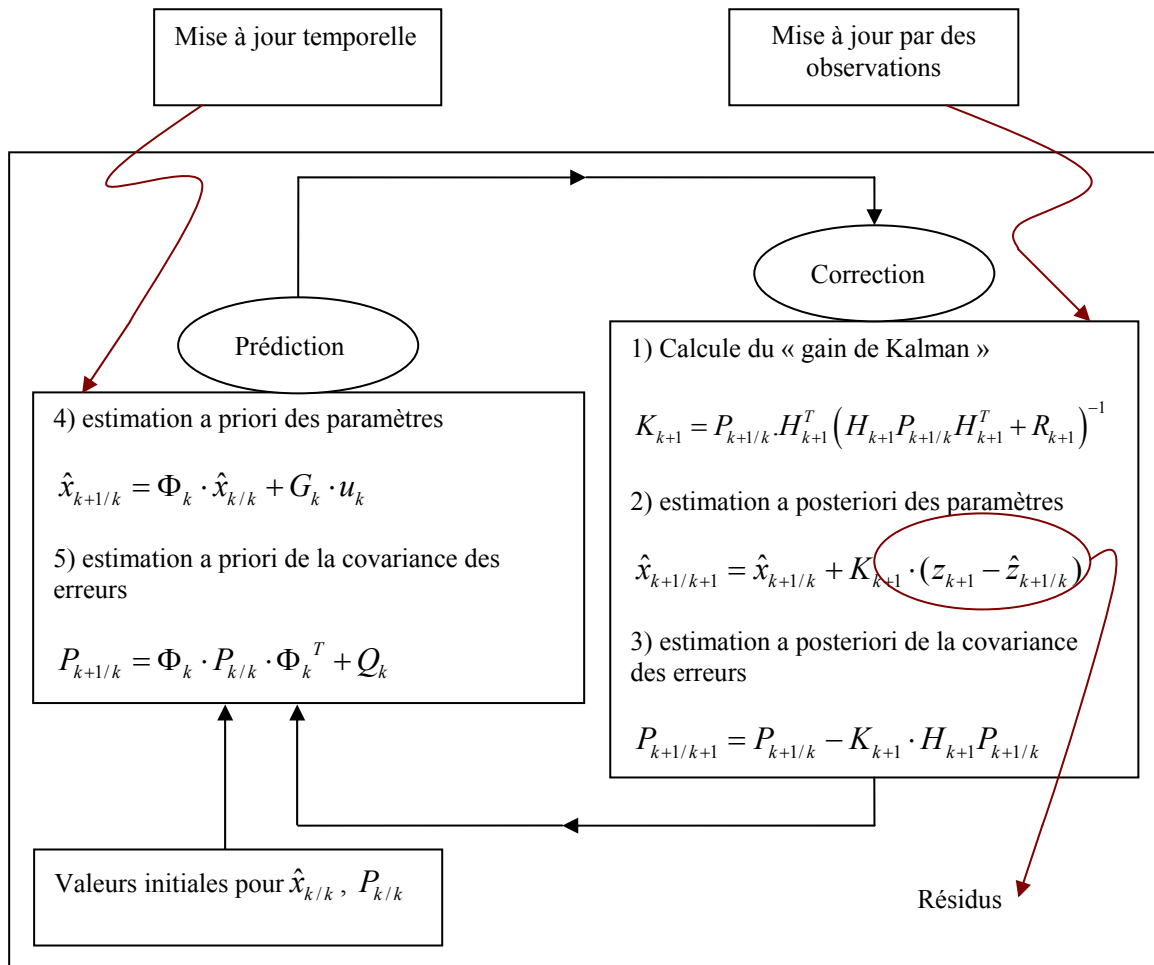 Mise à jour temporelle
Mise à jour par des
observations
Correction
Prédiction
4) estimation a priori des paramètres
x̂_{k+1/k} = Φ_k · x̂_{k/k} + G_k · u_k
5) estimation a priori de la covariance des
erreurs
P_{k+1/k} = Φ_k · P_{k/k} · Φ_k^T + Q_k
1) Calcule du « gain de Kalman »
K_{k+1} = P_{k+1/k}.H_{k+1}^T (H_{k+1} P_{k+1/k} H_{k+1}^T + R_{k+1})^{-1}
2) estimation a posteriori des paramètres
x̂_{k+1/k+1} = x̂_{k+1/k} + K_{k+1} · (z_{k+1} − ẑ_{k+1/k})
3) estimation a posteriori de la covariance
des erreurs
P_{k+1/k+1} = P_{k+1/k} − K_{k+1} · H_{k+1} P_{k+1/k}
Valeurs initiales pour x̂_{k/k} , P_{k/k}
Résidus